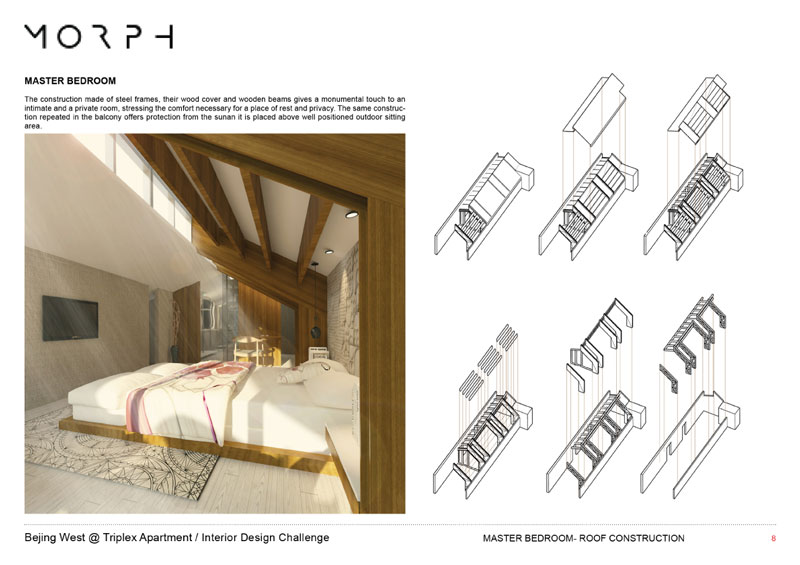 MORPH
MASTER BEDROOM
The construction made of steel frames, their wood cover and wooden beams gives a monumental touch to an
intimate and a private room, stressing the comfort necessary for a place of rest and privacy. The same construc-
tion repeated in the balcony offers protection from the sunan it is placed above well positioned outdoor sitting
area.
Bejing West @ Triplex Apartment / Interior Design Challenge
MASTER BEDROOM- ROOF CONSTRUCTION
8